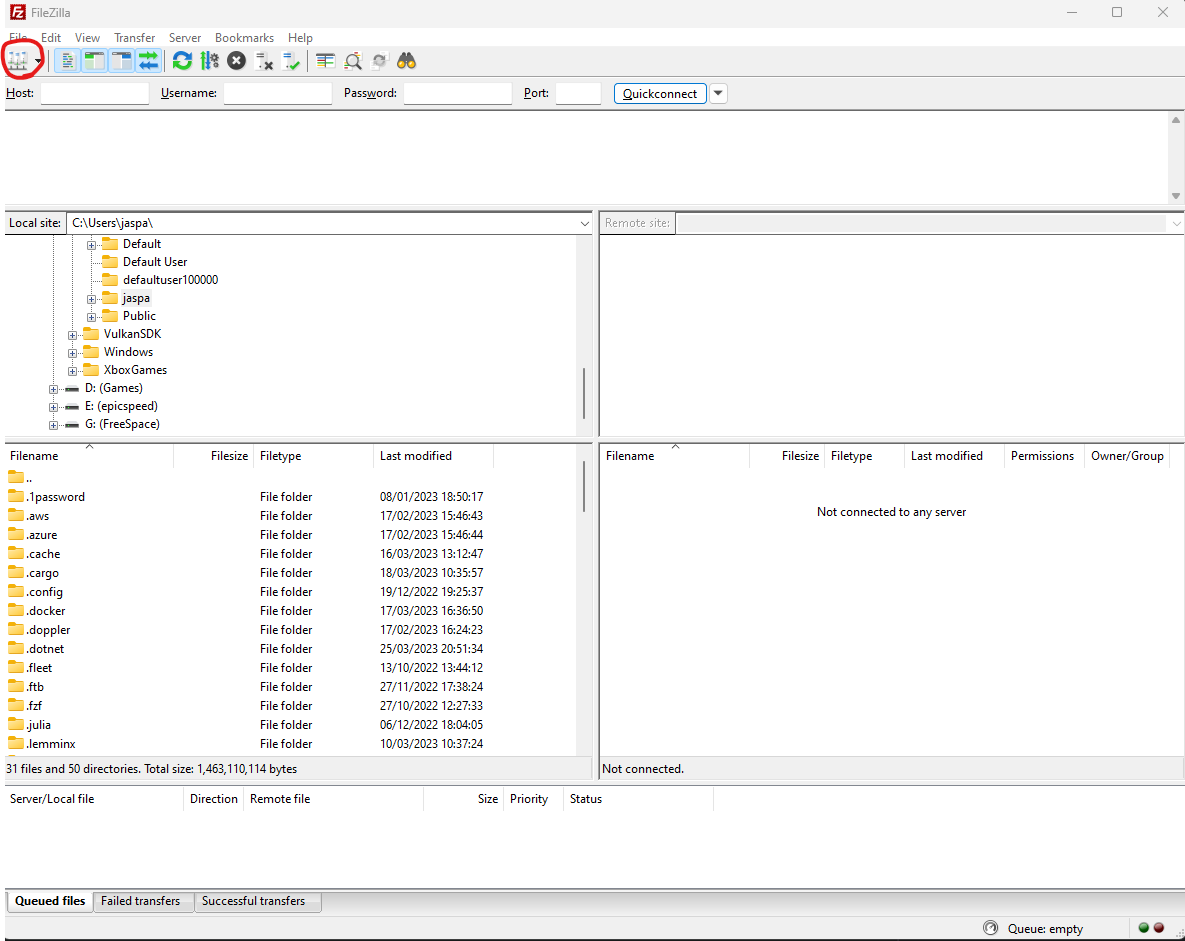 FileZilla
File Edit View Transfer Server Bookmarks Help
Host: Username: Password: Port: Quickconnect
Local site: C:\Users\jaspa\
Remote site:
Default
Default User
defaultuser100000
jaspa
Public
VulkanSDK
Windows
XboxGames
D: (Games)
E: (epicspeed)
G: (FreeSpace)
Filename Filesize Filetype Last modified
..
.1password File folder 08/01/2023 18:50:17
.aws File folder 17/02/2023 15:46:43
.azure File folder 17/02/2023 15:46:44
.cache File folder 16/03/2023 13:12:47
.cargo File folder 18/03/2023 10:35:57
.config File folder 19/12/2022 19:25:37
.docker File folder 17/03/2023 16:36:50
.doppler File folder 17/02/2023 16:24:23
.dotnet File folder 25/03/2023 20:51:34
.fleet File folder 13/10/2022 13:44:12
.ftb File folder 27/11/2022 17:38:24
.fzf File folder 27/10/2022 12:27:33
.julia File folder 06/12/2022 18:04:05
.lemminx File folder 10/03/2023 10:37:24
31 files and 50 directories. Total size: 1,463,110,114 bytes
Filename Filesize Filetype Last modified Permissions Owner/Group
Not connected to any server
Not connected.
Server/Local file Direction Remote file Size Priority Status
Queued files Failed transfers Successful transfers
Queue: empty